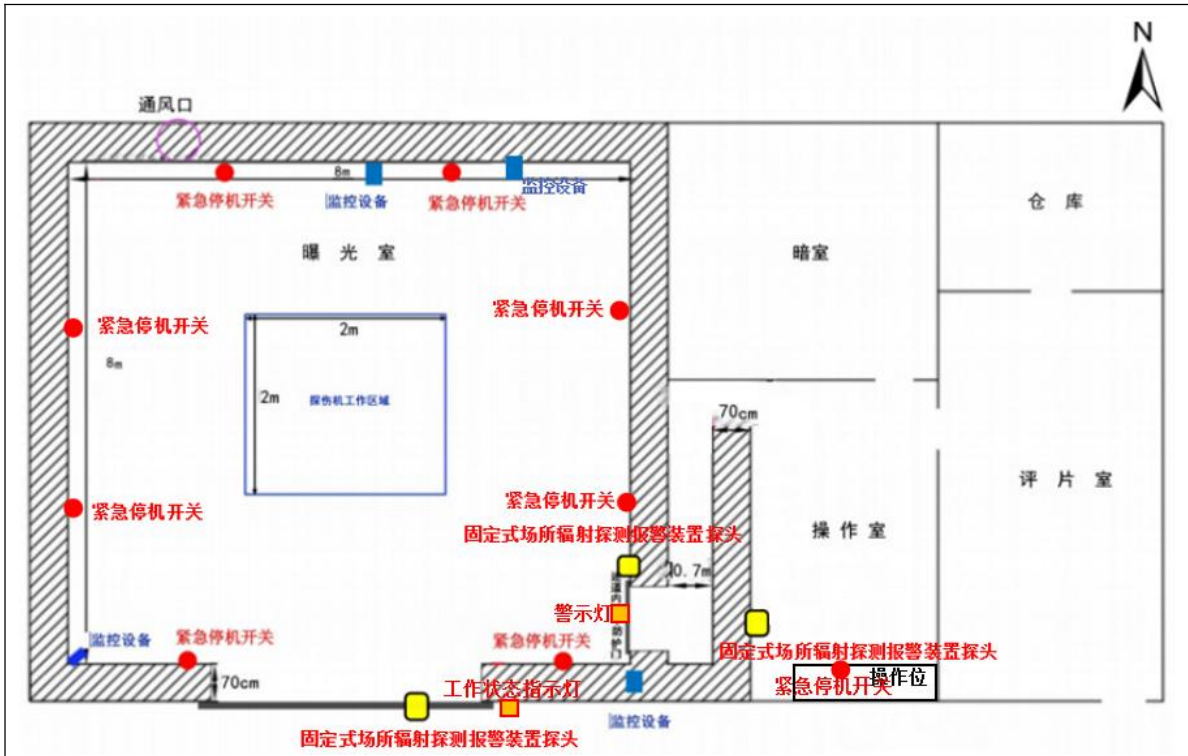 N
通风口
8m
紧急停机开关
监控设备
紧急停机开关
监控设备
仓 库
曝 光 室
暗室
紧急停机开关
紧急停机开关
2m
8m
2m
探伤机工作区域
70cm
紧急停机开关
紧急停机开关
评 片 室
固定式场所辐射探测报警装置探头
操 作 室
0.7m
警示灯
监控设备
紧急停机开关
紧急停机开关
固定式场所辐射探测报警装置探头
操作位
紧急停机开关
70cm
工作状态指示灯
监控设备
固定式场所辐射探测报警装置探头